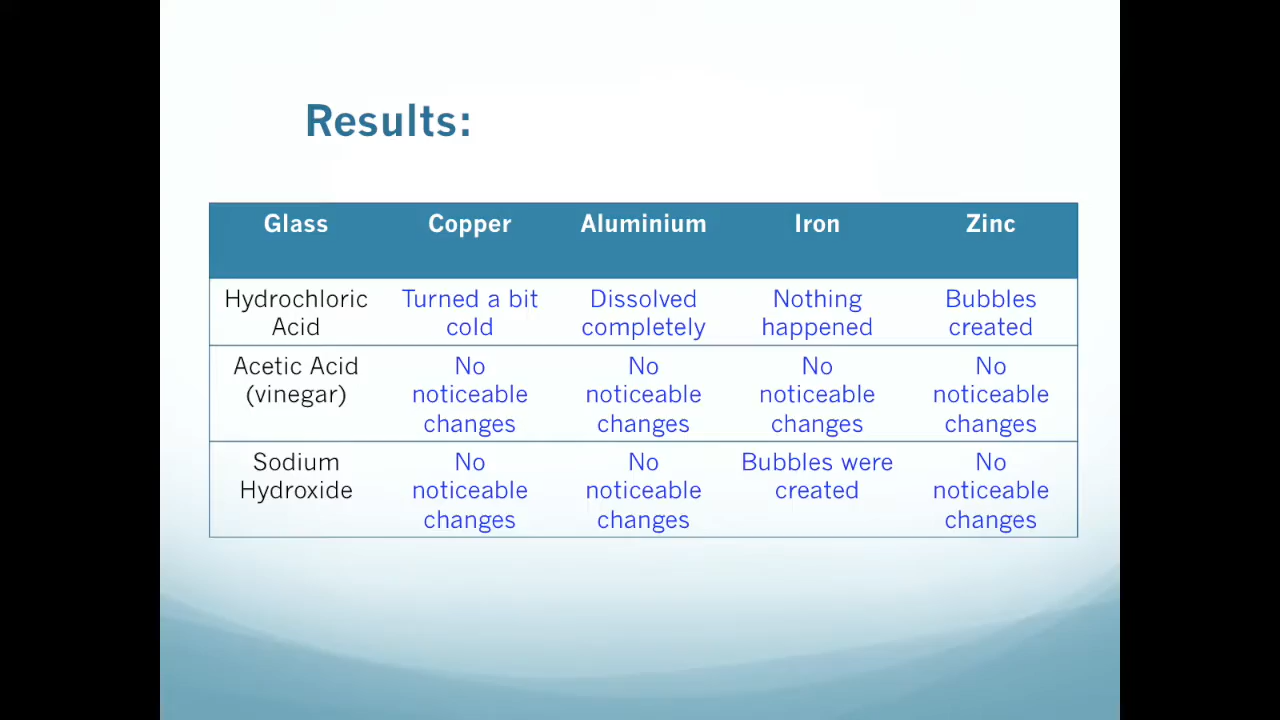 Results:
Glass Copper Aluminium Iron Zinc
Hydrochloric Turned a bit Dissolved Nothing Bubbles
Acid cold completely happened created
Acetic Acid No No No No
(vinegar) noticeable noticeable noticeable noticeable
changes changes changes changes
Sodium No No Bubbles were No
Hydroxide noticeable noticeable created noticeable
changes changes changes